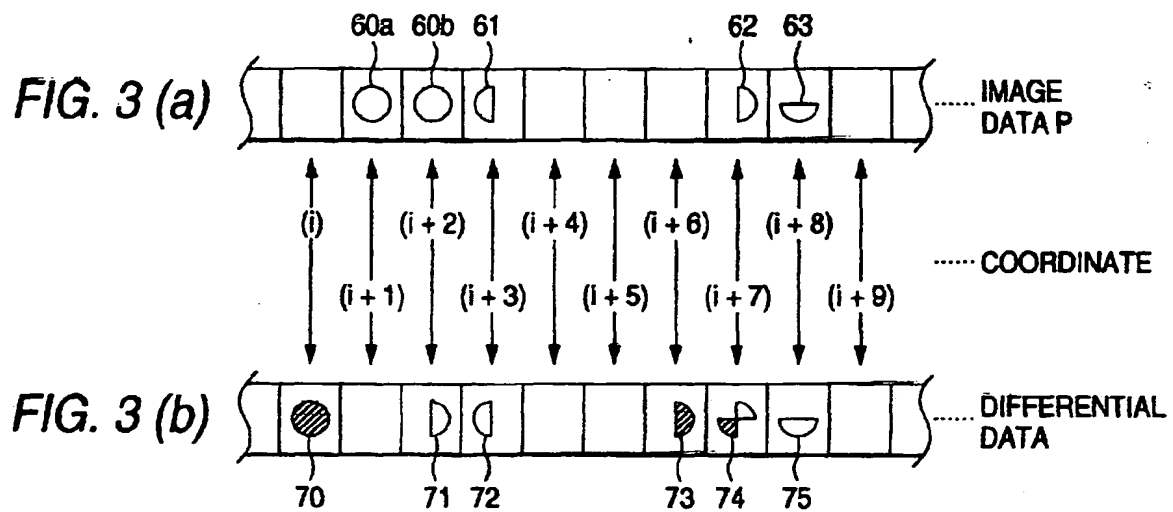 60a 60b 61 62 63
FIG. 3 (a)
IMAGE
DATA P
(i) (i + 2) (i + 4) (i + 6) (i + 8)
COORDINATE
(i + 1) (i + 3) (i + 5) (i + 7) (i + 9)
FIG. 3 (b)
DIFFERENTIAL
DATA
70 71 72 73 74 75